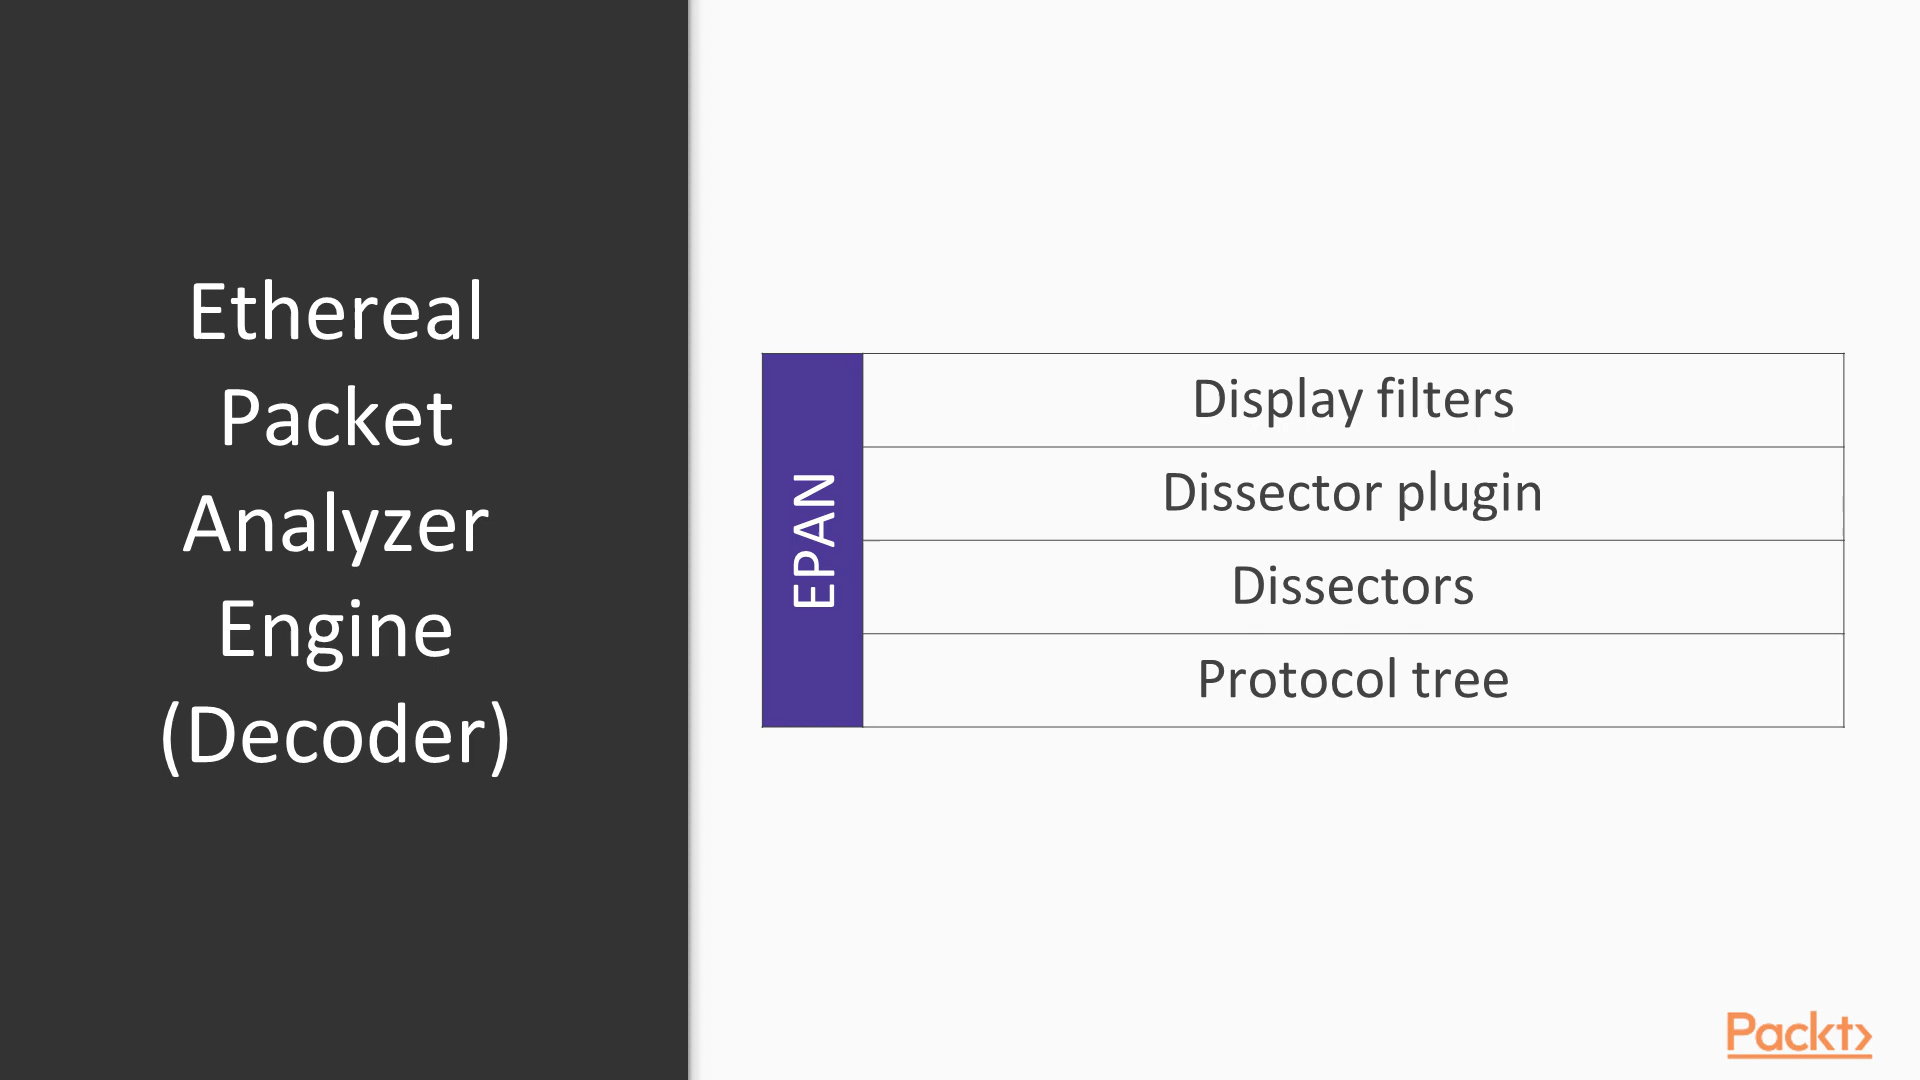 Ethereal
Packet
Analyzer
Engine
(Decoder)
EPAN
Display filters
Dissector plugin
Dissectors
Protocol tree
Packt>